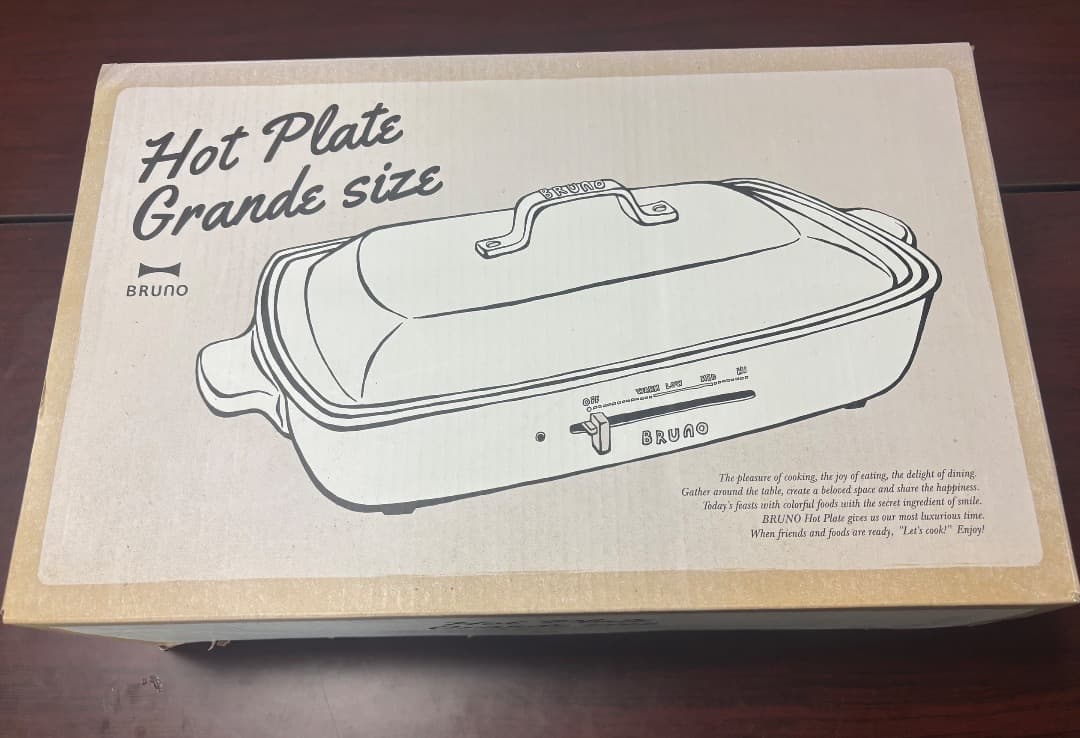 Hot Plate
Grande size
BRUNO
BRUNO
OFF WARM LOW MED HI
BRUNO
The pleasure of cooking, the joy of eating, the delight of dining.
Gather around the table, create a beloved space and share the happiness.
Today's feasts with colorful foods with the secret ingredient of smile.
BRUNO Hot Plate gives us our most luxurious time.
When friends and foods are ready, "Let's cook!" Enjoy!